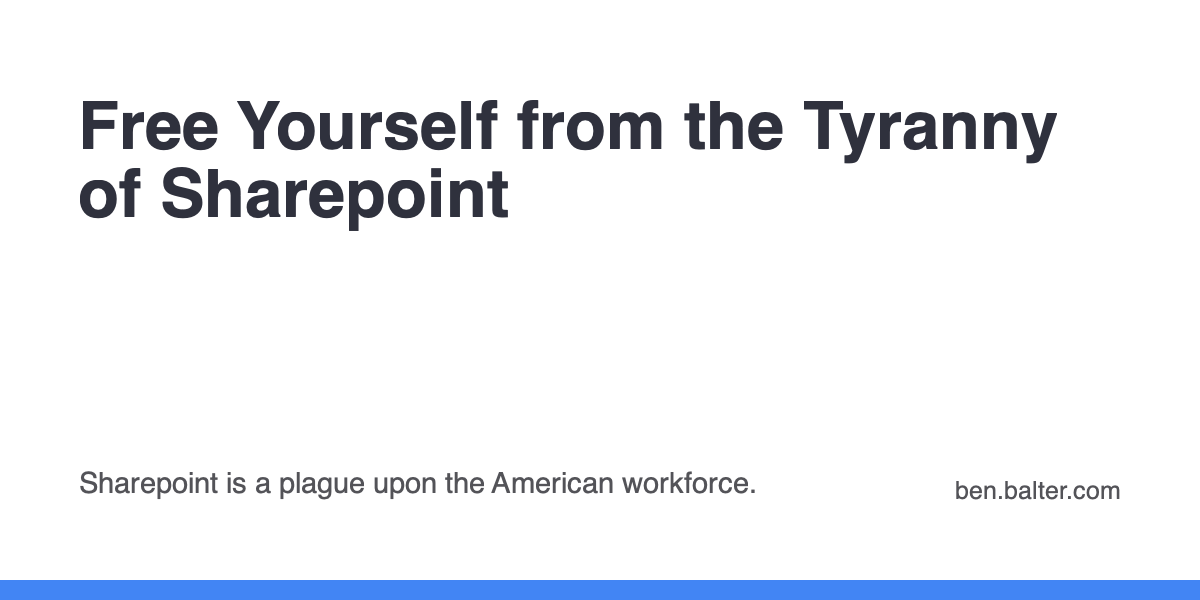 Free Yourself from the Tyranny
of Sharepoint
Sharepoint is a plague upon the American workforce.
ben.balter.com